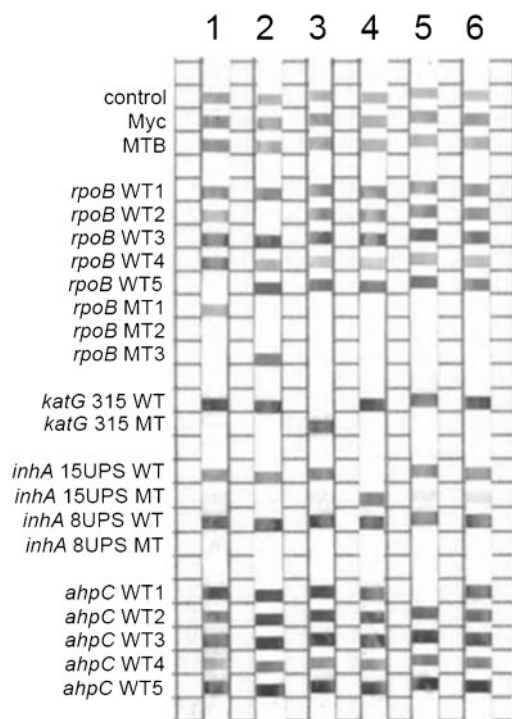 1 2 3 4 5 6
control
Myc
MTB
rpoB WT1
rpoB WT2
rpoB WT3
rpoB WT4
rpoB WT5
rpoB MT1
rpoB MT2
rpoB MT3
katG 315 WT
katG 315 MT
inhA 15UPS WT
inhA 15UPS MT
inhA 8UPS WT
inhA 8UPS MT
ahpC WT1
ahpC WT2
ahpC WT3
ahpC WT4
ahpC WT5